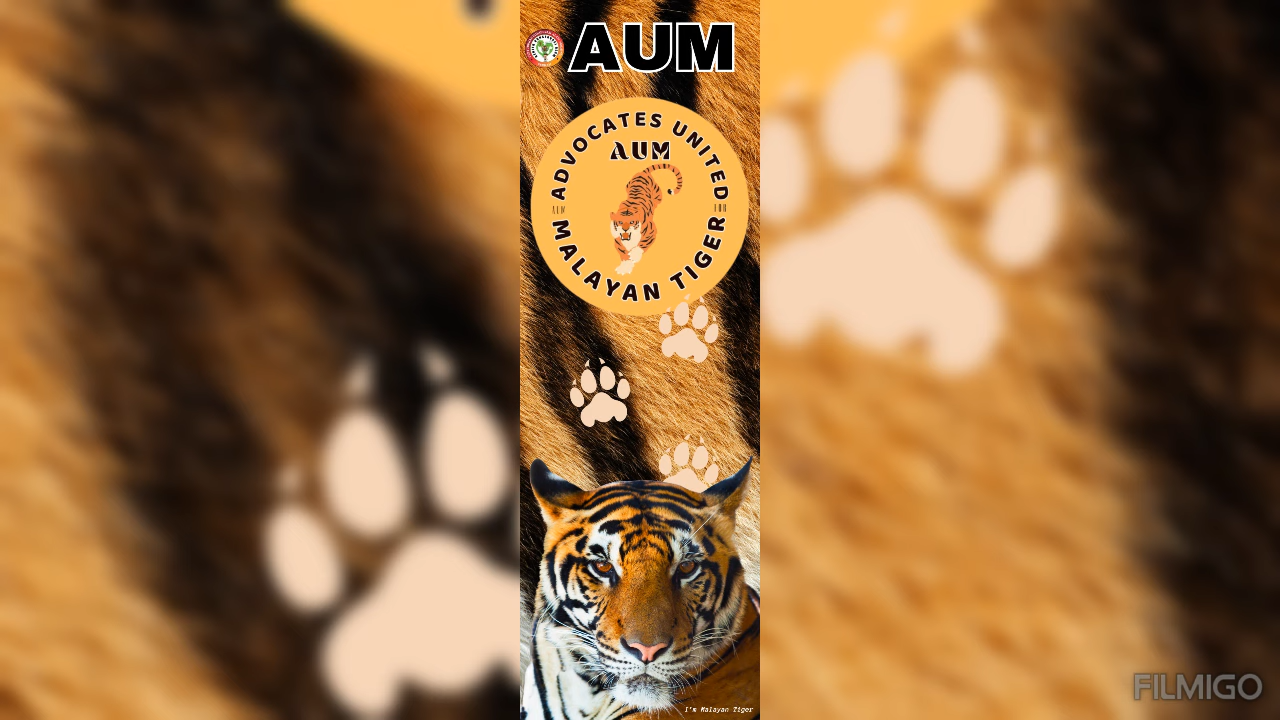 AUM
ADVOCATES UNITED
AUM
MALAYAN TIGER
I'm Malayan Tiger
FILMIGO